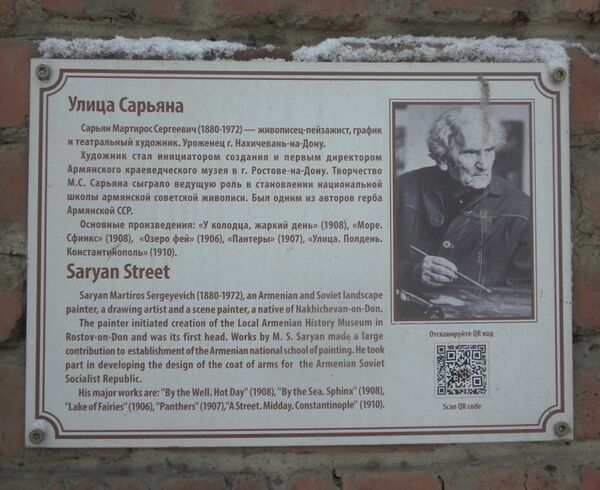 Улица Сарьяна
Сарьян Мартирос Сергеевич (1880-1972) — живописец-пейзажист, график
и театральный художник. Уроженец г. Нахичевань-на-Дону.
Художник стал инициатором создания и первым директором
Армянского краеведческого музея в г. Ростове-на-Дону. Творчество
М.С. Сарьяна сыграло ведущую роль в становлении национальной
школы армянской советской живописи. Был одним из авторов герба
Армянской ССР.
Основные произведения: «У колодца, жаркий день» (1908), «Море.
Сфинкс» (1908), «Озеро фей» (1906), «Пантеры» (1907), «Улица. Полдень.
Константинополь» (1910).
Saryan Street
Saryan Martiros Sergeyevich (1880-1972), an Armenian and Soviet landscape
painter, a drawing artist and a scene painter, a native of Nakhichevan-on-Don.
The painter initiated creation of the Local Armenian History Museum in
Rostov-on-Don and was its first head. Works by M. S. Saryan made a large
contribution to establishment of the Armenian national school of painting. He took
part in developing the design of the coat of arms for the Armenian Soviet
Socialist Republic.
His major works are: "By the Well. Hot Day" (1908), "By the Sea. Sphinx" (1908),
"Lake of Fairies" (1906), "Panthers" (1907),"A Street. Midday. Constantinople" (1910).
Отсканируйте QR код
Scan QR code